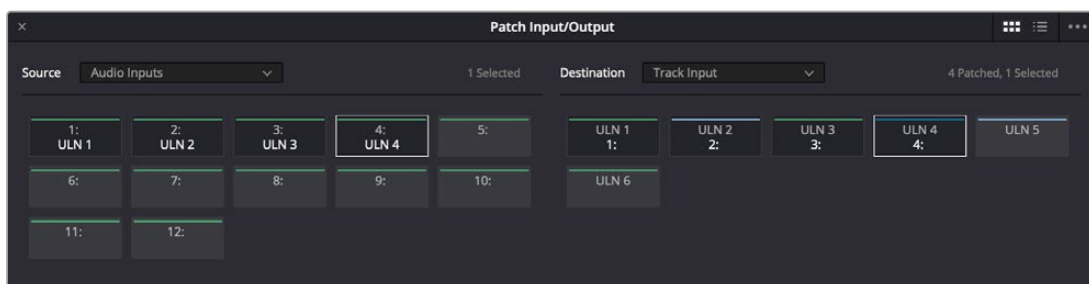 Patch Input/Output
Source Audio Inputs 1 Selected Destination Track Input 4 Patched, 1 Selected
1: 2: 3: 4: 5: ULN 1 ULN 2 ULN 3 ULN 4 ULN 5
ULN 1 ULN 2 ULN 3 ULN 4 1: 2: 3: 4:
6: 7: 8: 9: 10: ULN 6
11: 12: